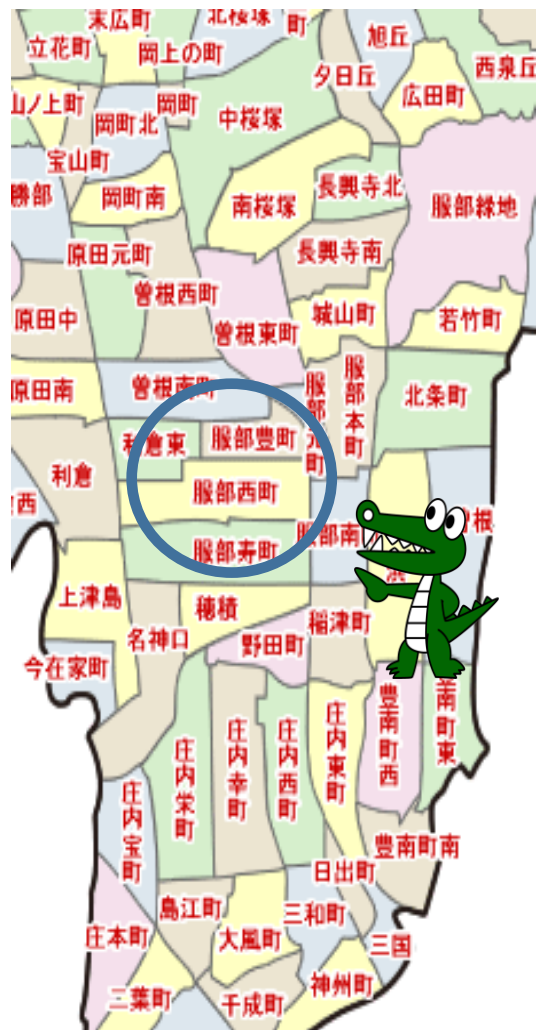 末広町
北桜塚
町
旭丘
立花町
岡上の町
夕日丘
西泉丘
山ノ上町
岡町
岡町北
中桜塚
広田町
宝山町
勝部
岡町南
南桜塚
長興寺北
服部緑地
原田元町
長興寺南
曽根西町
原田中
曽根東町
城山町
若竹町
原田南
曽根南町
服部元町
服部本町
北条町
利倉東
服部豊町
利倉
服部西町
西
服部南
根
服部寿町
浜
上津島
穂積
名神口
稲津町
野田町
今在家町
豊南町西
南町東
庄内栄町
庄内幸町
庄内西町
庄内東町
庄内宝町
豊南町南
日出町
島江町
三和町
庄本町
大風町
三国
二葉町
千成町
神州町